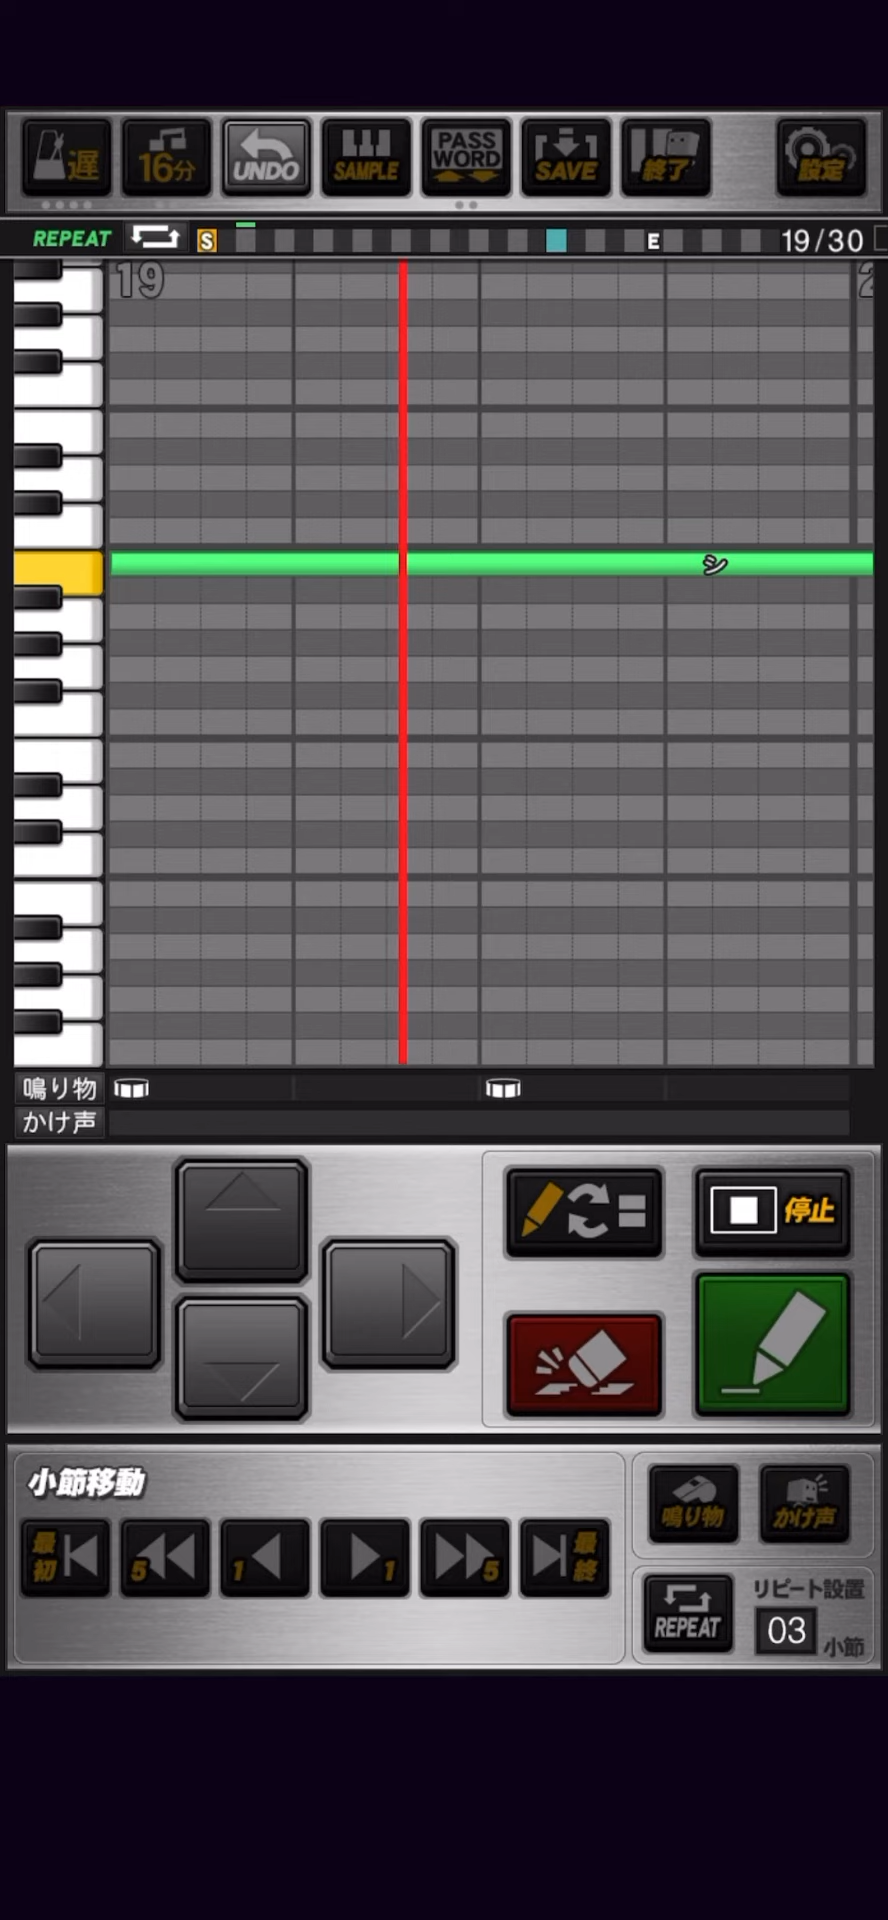 遅 16分 UNDO SAMPLE PASS WORD SAVE 終了 設定
REPEAT S E 19/30
19
シ
鳴り物
かけ声
停止
小節移動
最初 5 1 1 5 最終
鳴り物 かけ声
REPEAT リピート設置
03 小節